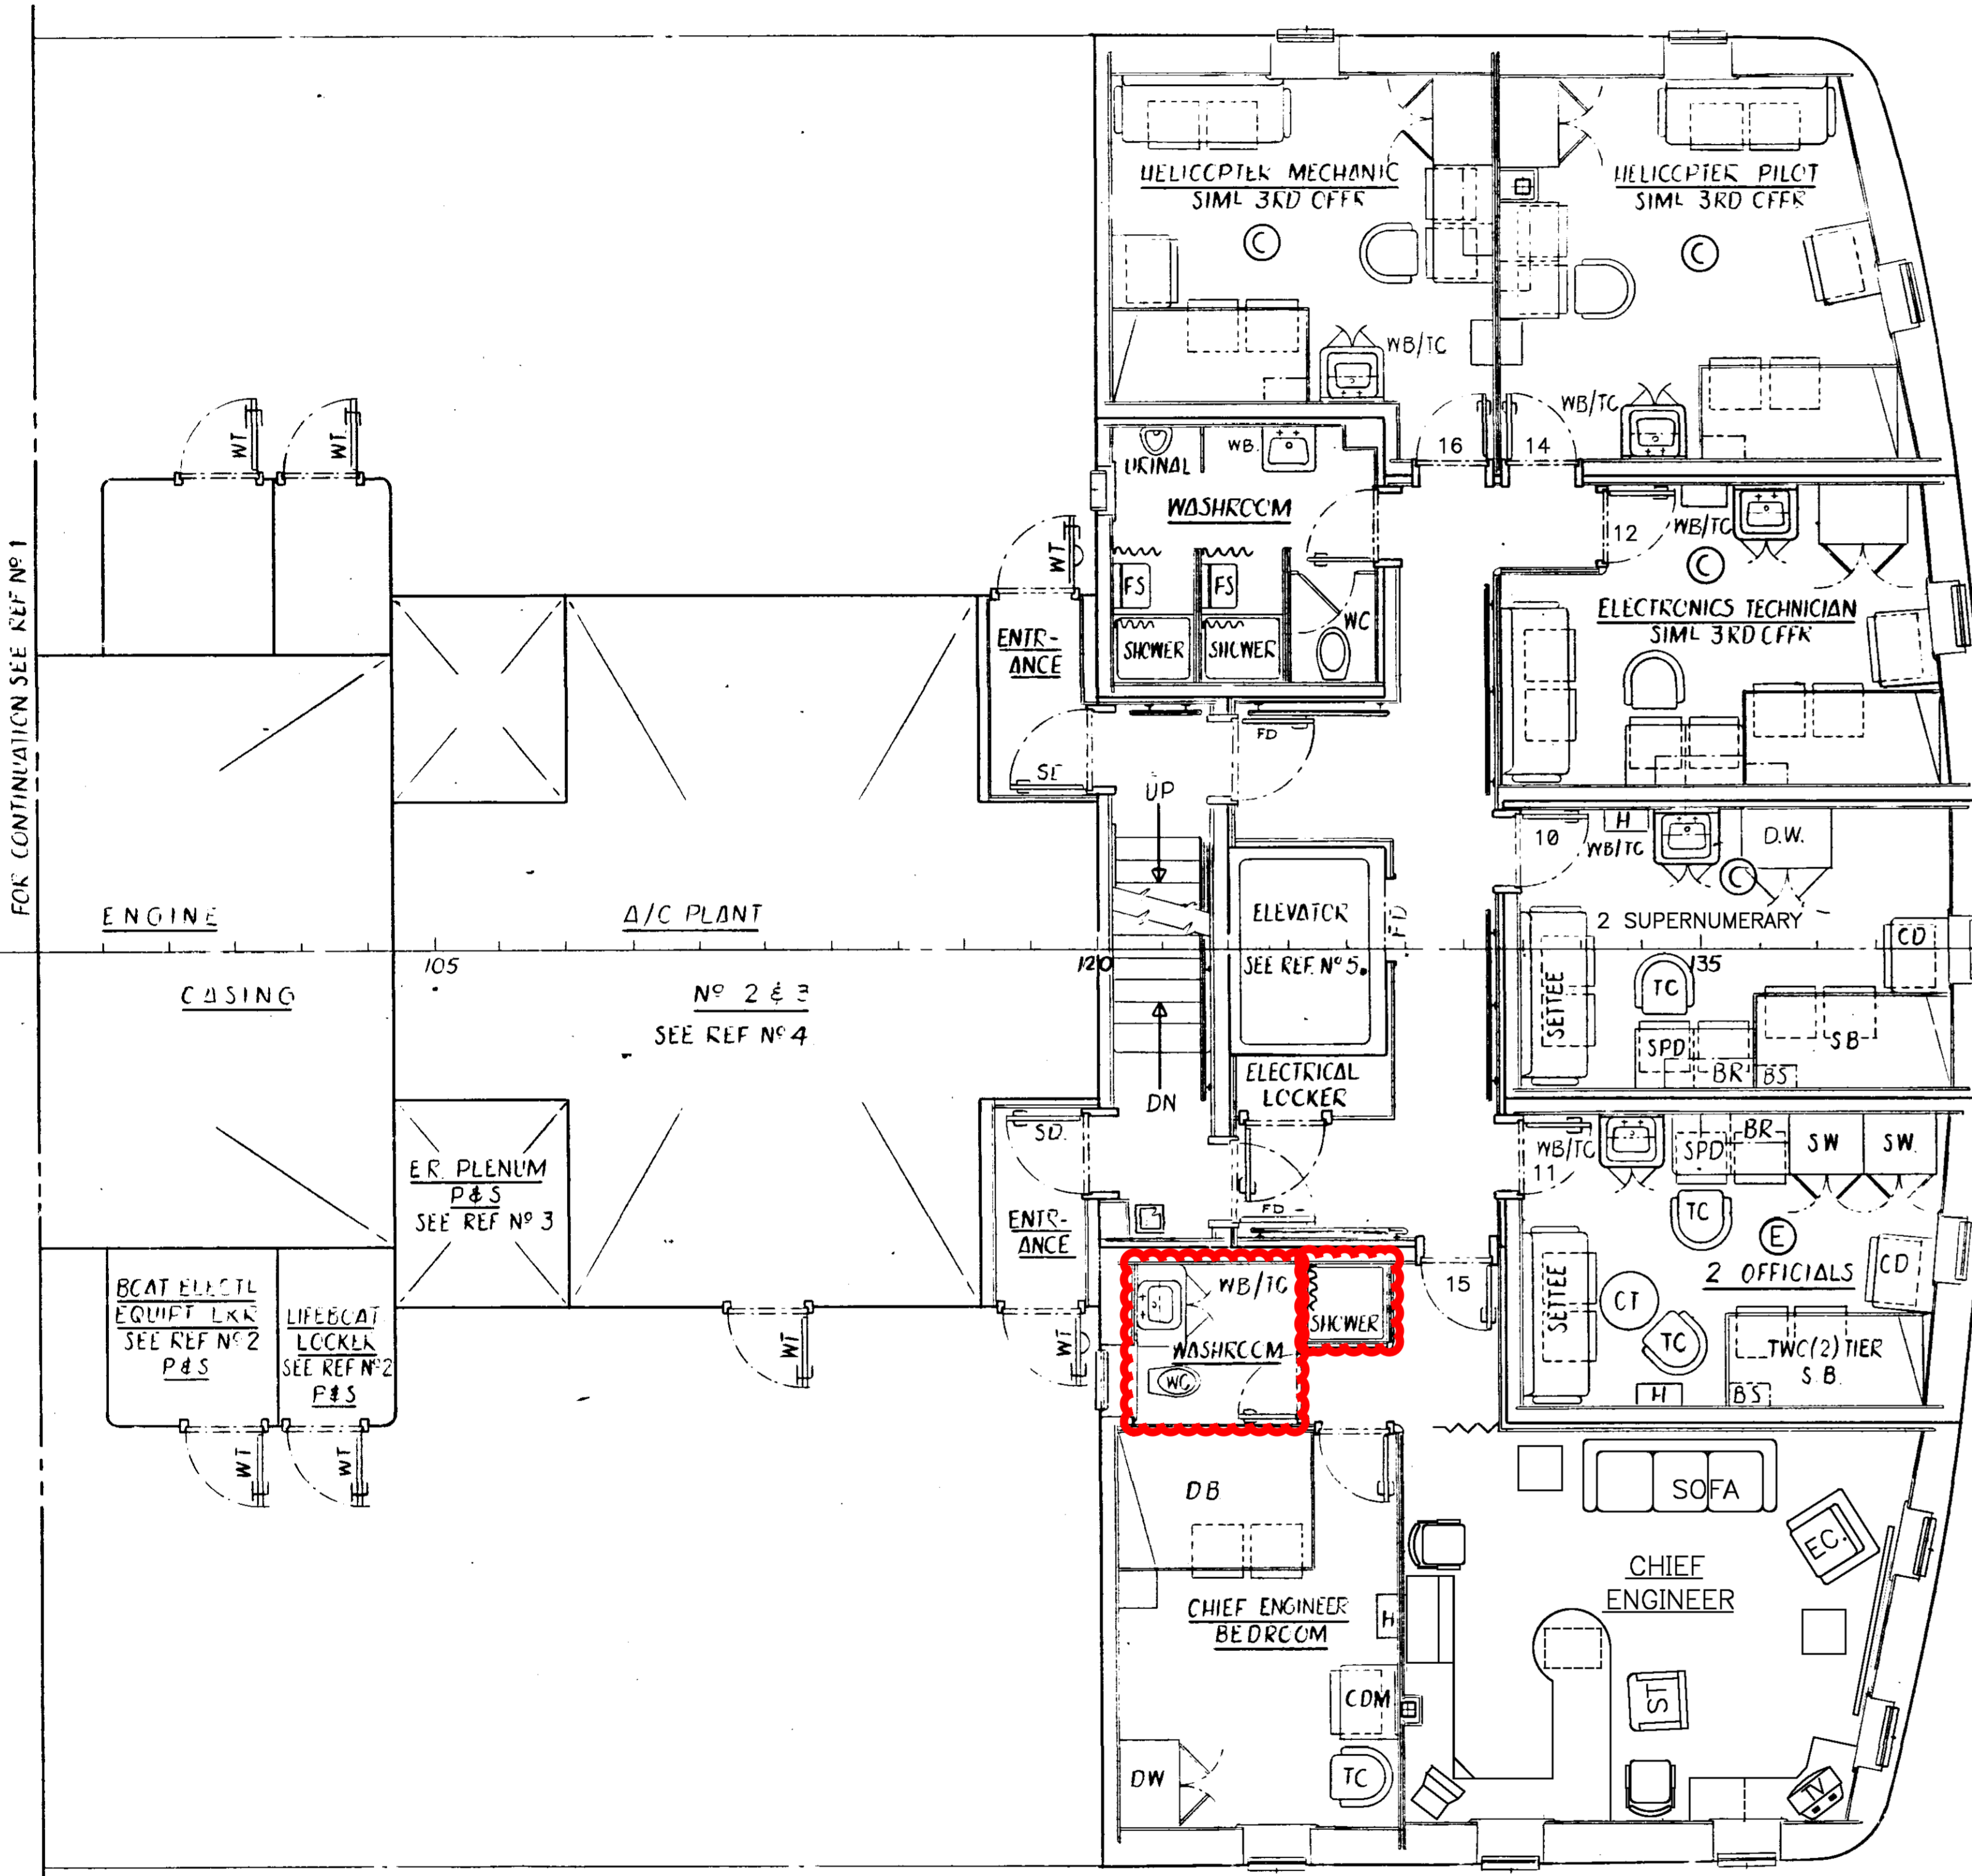 FOR CONTINUATION SEE REF Nº 1
HELICOPTER MECHANIC
SIML 3RD OFFR
C
WB/TC
16
HELICOPTER PILOT
SIML 3RD OFFR
C
WB/TC
14
WT
WT
URINAL
WB
WASHROOM
FS
FS
SHOWER
SHOWER
WC
WT
ENTR-
ANCE
12
WB/TC
C
ELECTRONICS TECHNICIAN
SIML 3RD OFFR
FD
UP
10
H
WB/TC
D.W.
C
2 SUPERNUMERARY
CD
SETTEE
TC
135
SPD
BR
BS
SB
ENGINE
CASING
105
A/C PLANT
Nº 2 & 3
SEE REF Nº 4
120
ELEVATOR
SEE REF. Nº 5.
FD
DN
ELECTRICAL
LOCKER
SD.
FD
ENTR-
ANCE
E.R. PLENUM
P&S
SEE REF Nº 3
WB/TC
11
SPD
BR
SW
SW
TC
E
2 OFFICIALS
CD
SETTEE
CT
TC
H
BS
TWC(2) TIER
S.B.
BOAT ELECTL
EQUIPT LKR
SEE REF Nº 2
P&S
LIFEBOAT
LOCKER
SEE REF Nº 2
P&S
WT
WT
WT
WT
WB/TC
SHOWER
WASHROOM
WC
15
DB
CHIEF ENGINEER
BEDROOM
H
CDM
DW
TC
SOFA
EC.
CHIEF
ENGINEER
ST
TV